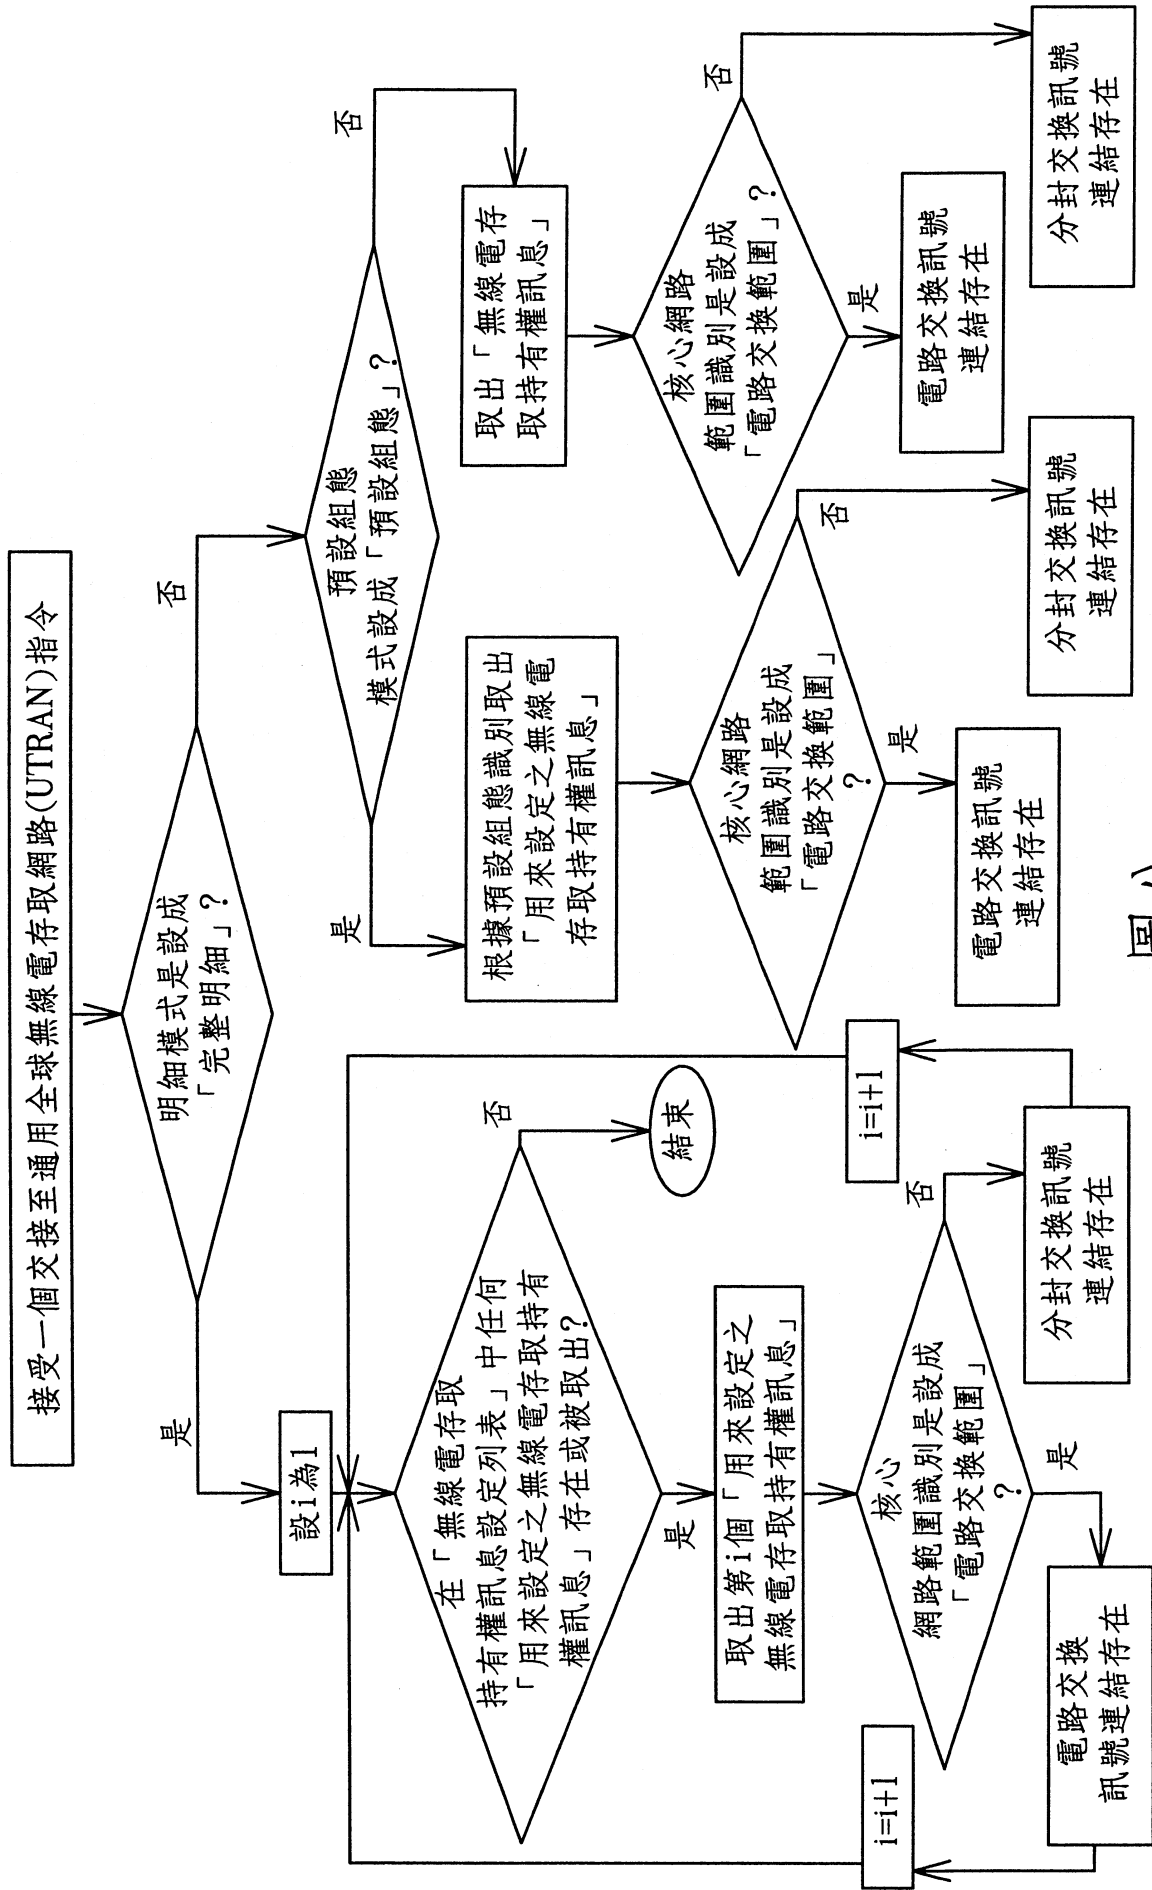 接受一個交接至通用全球無線電存取網路(UTRAN)指令
明細模式是設成
「完整明細」?
是
否
設i為1
在「無線電存取
持有權訊息設定列表」中任何
「用來設定之無線電存取持有
權訊息」存在或被取出?
否
結束
是
取出第i個「用來設定之
無線電存取持有權訊息」
核心
網路範圍識別是設成
「電路交換範圍」
?
是
否
電路交換
訊號連結存在
i=i+1
分封交換訊號
連結存在
i=i+1
預設組態
模式設成「預設組態」?
是
否
根據預設組態識別取出
「用來設定之無線電
存取持有權訊息」
核心網路
範圍識別是設成
「電路交換範圍」
?
是
否
電路交換訊號
連結存在
分封交換訊號
連結存在
取出「無線電存
取持有權訊息」
核心網路
範圍識別是設成
「電路交換範圍」?
是
否
電路交換訊號
連結存在
分封交換訊號
連結存在
圖八